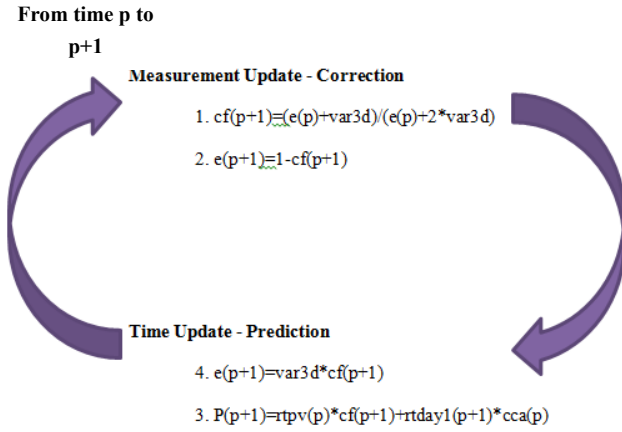 From time p to
p+1
Measurement Update - Correction
1. cf(p+1)=(e(p)+var3d)/(e(p)+2*var3d)
2. e(p+1)=1-cf(p+1)
Time Update - Prediction
4. e(p+1)=var3d*cf(p+1)
3. P(p+1)=rtpv(p)*cf(p+1)+rtday1(p+1)*cca(p)